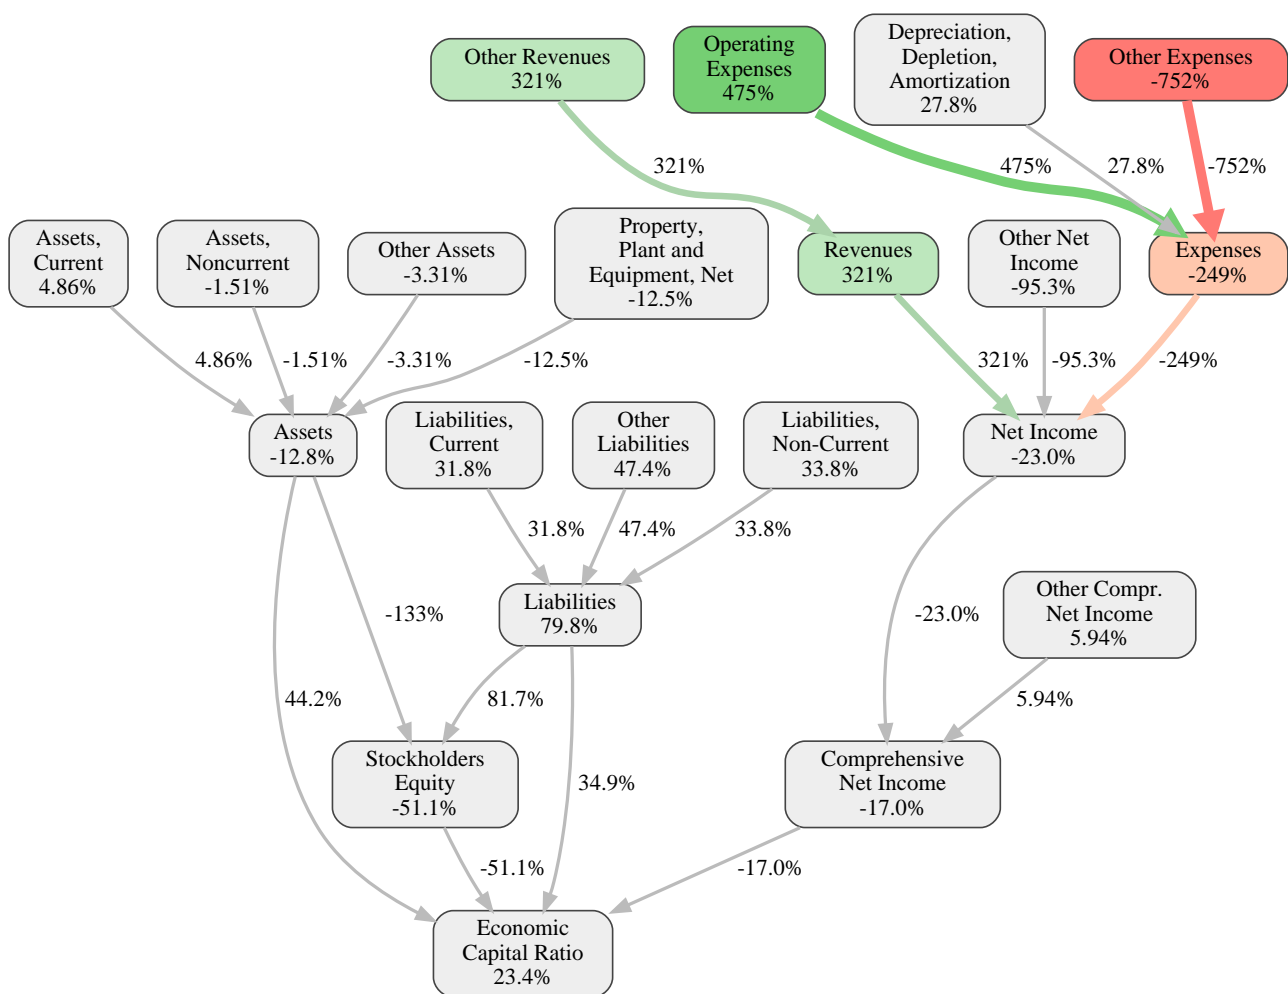 Other Revenues
321%
Operating
Expenses
475%
Depreciation,
Depletion,
Amortization
27.8%
Other Expenses
-752%
321%
475%
27.8%
-752%
Assets,
Current
4.86%
Assets,
Noncurrent
-1.51%
Other Assets
-3.31%
Property,
Plant and
Equipment, Net
-12.5%
Revenues
321%
Other Net
Income
-95.3%
Expenses
-249%
4.86%
-1.51%
-3.31%
-12.5%
321%
-95.3%
-249%
Assets
-12.8%
Liabilities,
Current
31.8%
Other
Liabilities
47.4%
Liabilities,
Non-Current
33.8%
Net Income
-23.0%
31.8%
47.4%
33.8%
-133%
Liabilities
79.8%
-23.0%
Other Compr.
Net Income
5.94%
44.2%
81.7%
5.94%
Stockholders
Equity
-51.1%
34.9%
Comprehensive
Net Income
-17.0%
-51.1%
-17.0%
Economic
Capital Ratio
23.4%